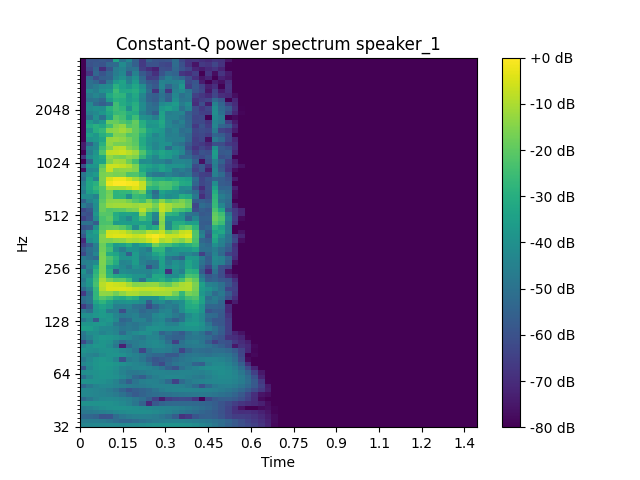 Constant-Q power spectrum speaker_1
Hz
2048
1024
512
256
128
64
32
0 0.15 0.3 0.45 0.6 0.75 0.9 1.1 1.2 1.4
Time
+0 dB
-10 dB
-20 dB
-30 dB
-40 dB
-50 dB
-60 dB
-70 dB
-80 dB